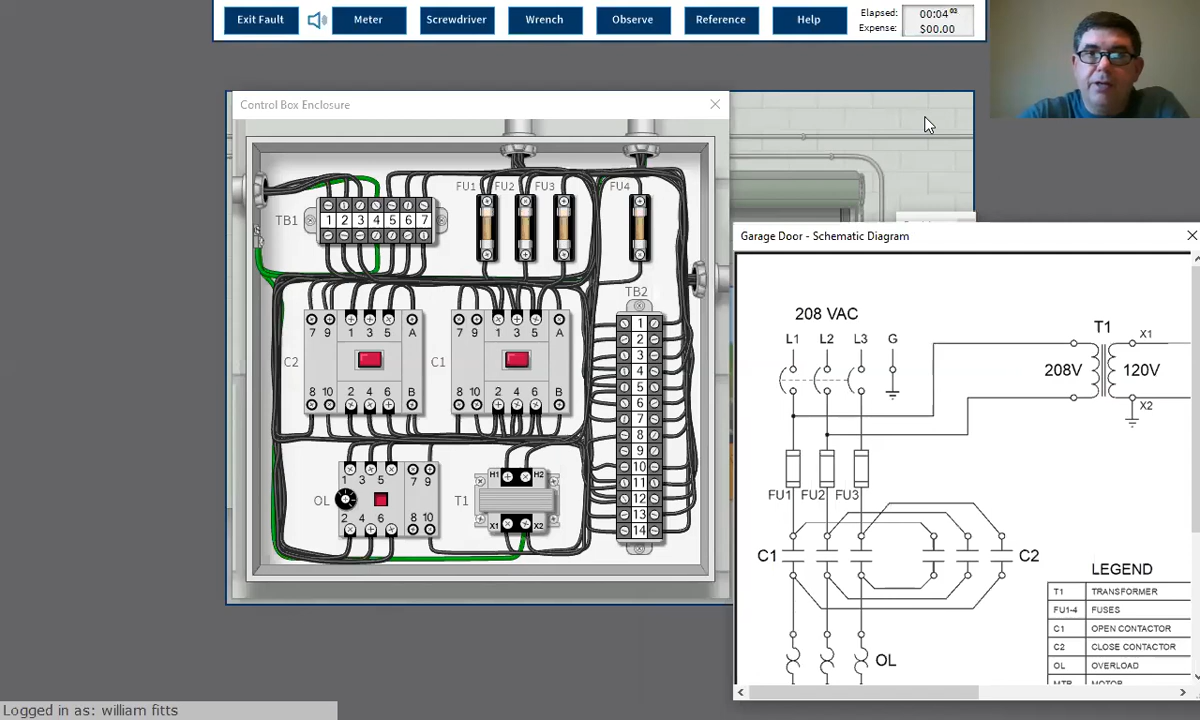 Exit Fault
Meter
Screwdriver
Wrench
Observe
Reference
Help
Elapsed: 00:04 02
Expense: $00.00
Control Box Enclosure
FU1 FU2 FU3 FU4
TB1
1 2 3 4 5 6 7
TB2
1
2
3
4
5
6
7
8
9
10
11
12
13
14
C2
7 9 1 3 5 A
8 10 2 4 6 B
C1
7 9 1 3 5 A
8 10 2 4 6 B
OL
1 3 5 7 9
2 4 6 8 10
T1
H1 H2
X1 X2
Garage Door - Schematic Diagram
208 VAC
L1 L2 L3 G
T1
X1
208V 120V
X2
FU1 FU2 FU3
C1 C2
OL
LEGEND
T1 TRANSFORMER
FU1-4 FUSES
C1 OPEN CONTACTOR
C2 CLOSE CONTACTOR
OL OVERLOAD
MTR MOTOR
Logged in as: william fitts